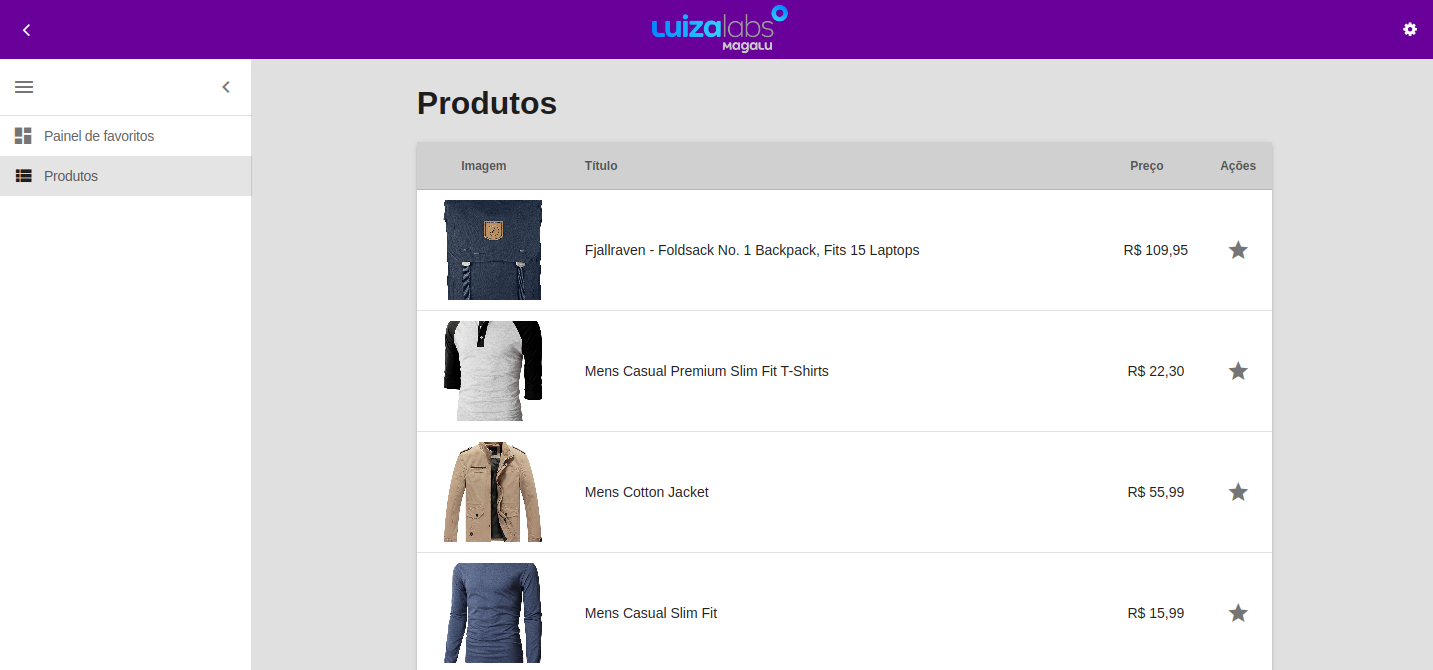 Luizalabs
Magalu
Painel de favoritos
Produtos
Produtos
Imagem Título Preço Ações
Fjallraven - Foldsack No. 1 Backpack, Fits 15 Laptops R$ 109,95
Mens Casual Premium Slim Fit T-Shirts R$ 22,30
Mens Cotton Jacket R$ 55,99
Mens Casual Slim Fit R$ 15,99